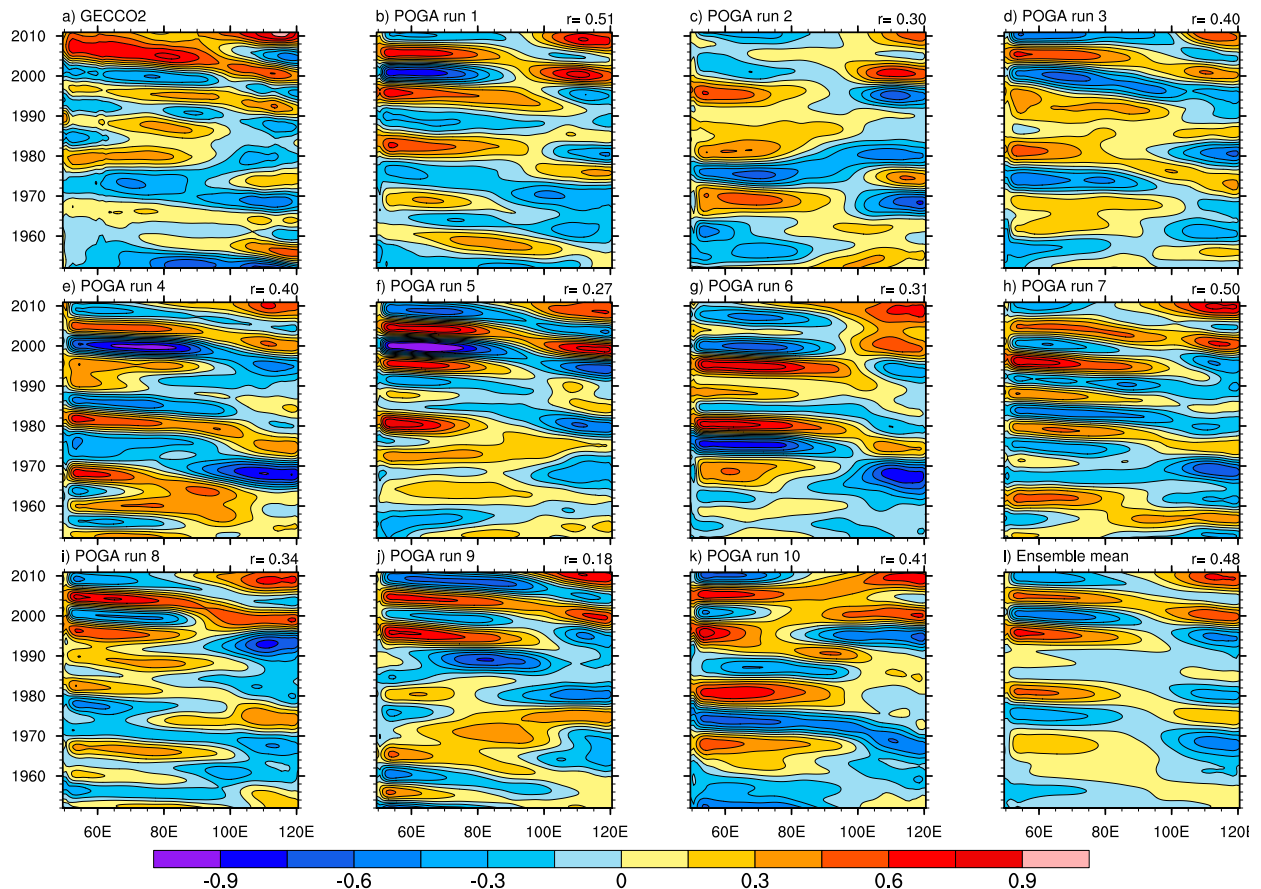 a) GECCO2
b) POGA run 1 r= 0.51
c) POGA run 2 r= 0.30
d) POGA run 3 r= 0.40
2010
2000
1990
1980
1970
1960
60E 80E 100E 120E
60E 80E 100E 120E
60E 80E 100E 120E
60E 80E 100E 120E
e) POGA run 4 r= 0.40
f) POGA run 5 r= 0.27
g) POGA run 6 r= 0.31
h) POGA run 7 r= 0.50
2010
2000
1990
1980
1970
1960
i) POGA run 8 r= 0.34
j) POGA run 9 r= 0.18
k) POGA run 10 r= 0.41
l) Ensemble mean r= 0.48
2010
2000
1990
1980
1970
1960
-0.9 -0.6 -0.3 0 0.3 0.6 0.9